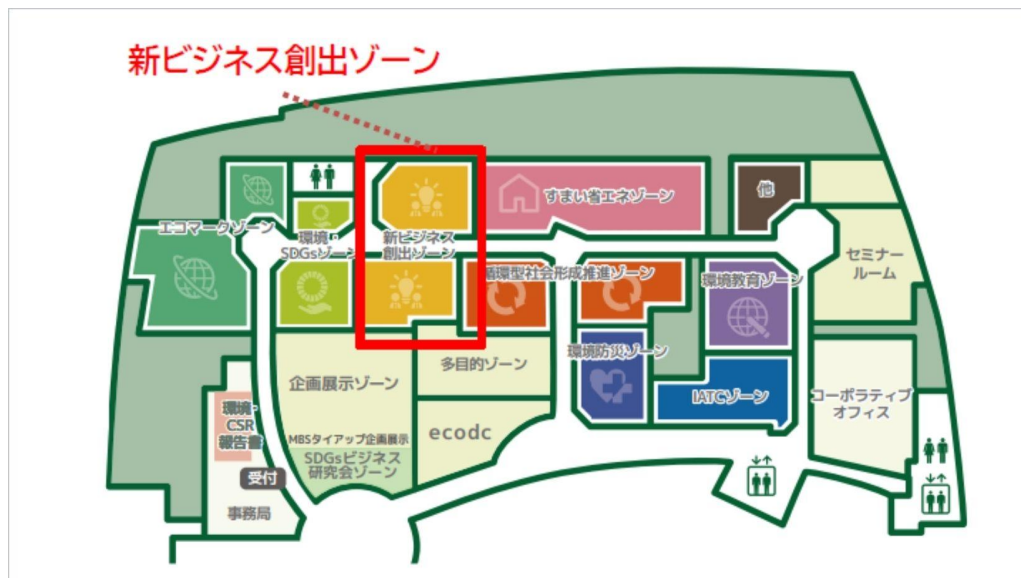 新ビジネス創出ゾーン
すまい省エネゾーン
他
エコマークゾーン
環境・
SDGsゾーン
新ビジネス
創出ゾーン
セミナー
ルーム
循環型社会形成推進ゾーン
環境教育ゾーン
環境防災ゾーン
多目的ゾーン
企画展示ゾーン
IATCゾーン
コーポラティブ
オフィス
環境・
CSR
報告書
MBSタイアップ企画展示
SDGsビジネス
研究会ゾーン
ecodc
受付
事務局